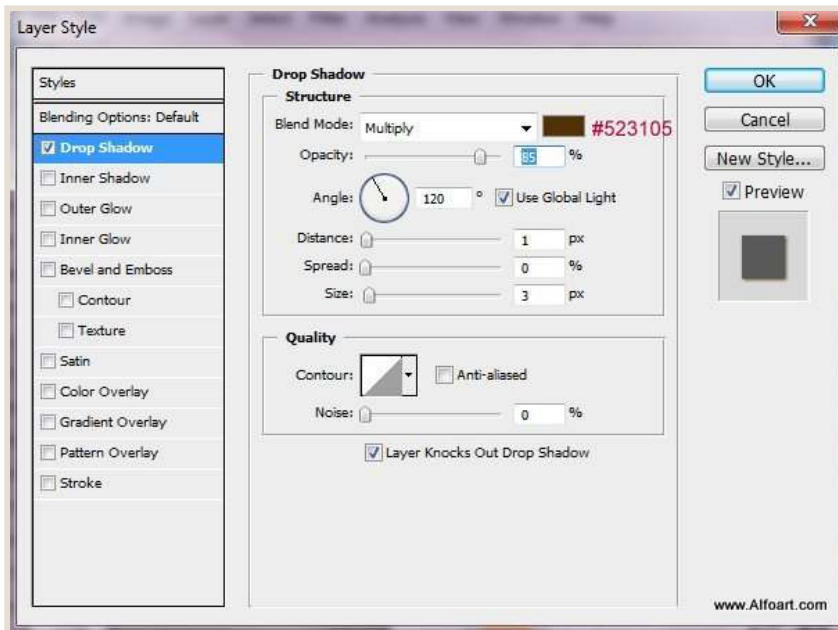 Layer Style
Styles
Blending Options: Default
Drop Shadow
Inner Shadow
Outer Glow
Inner Glow
Bevel and Emboss
Contour
Texture
Satin
Color Overlay
Gradient Overlay
Pattern Overlay
Stroke
Drop Shadow
Structure
Blend Mode: Multiply #523105
Opacity: 85 %
Angle: 120 ° Use Global Light
Distance: 1 px
Spread: 0 %
Size: 3 px
Quality
Contour: Anti-aliased
Noise: 0 %
Layer Knocks Out Drop Shadow
OK
Cancel
New Style...
Preview
www.Alfoart.com